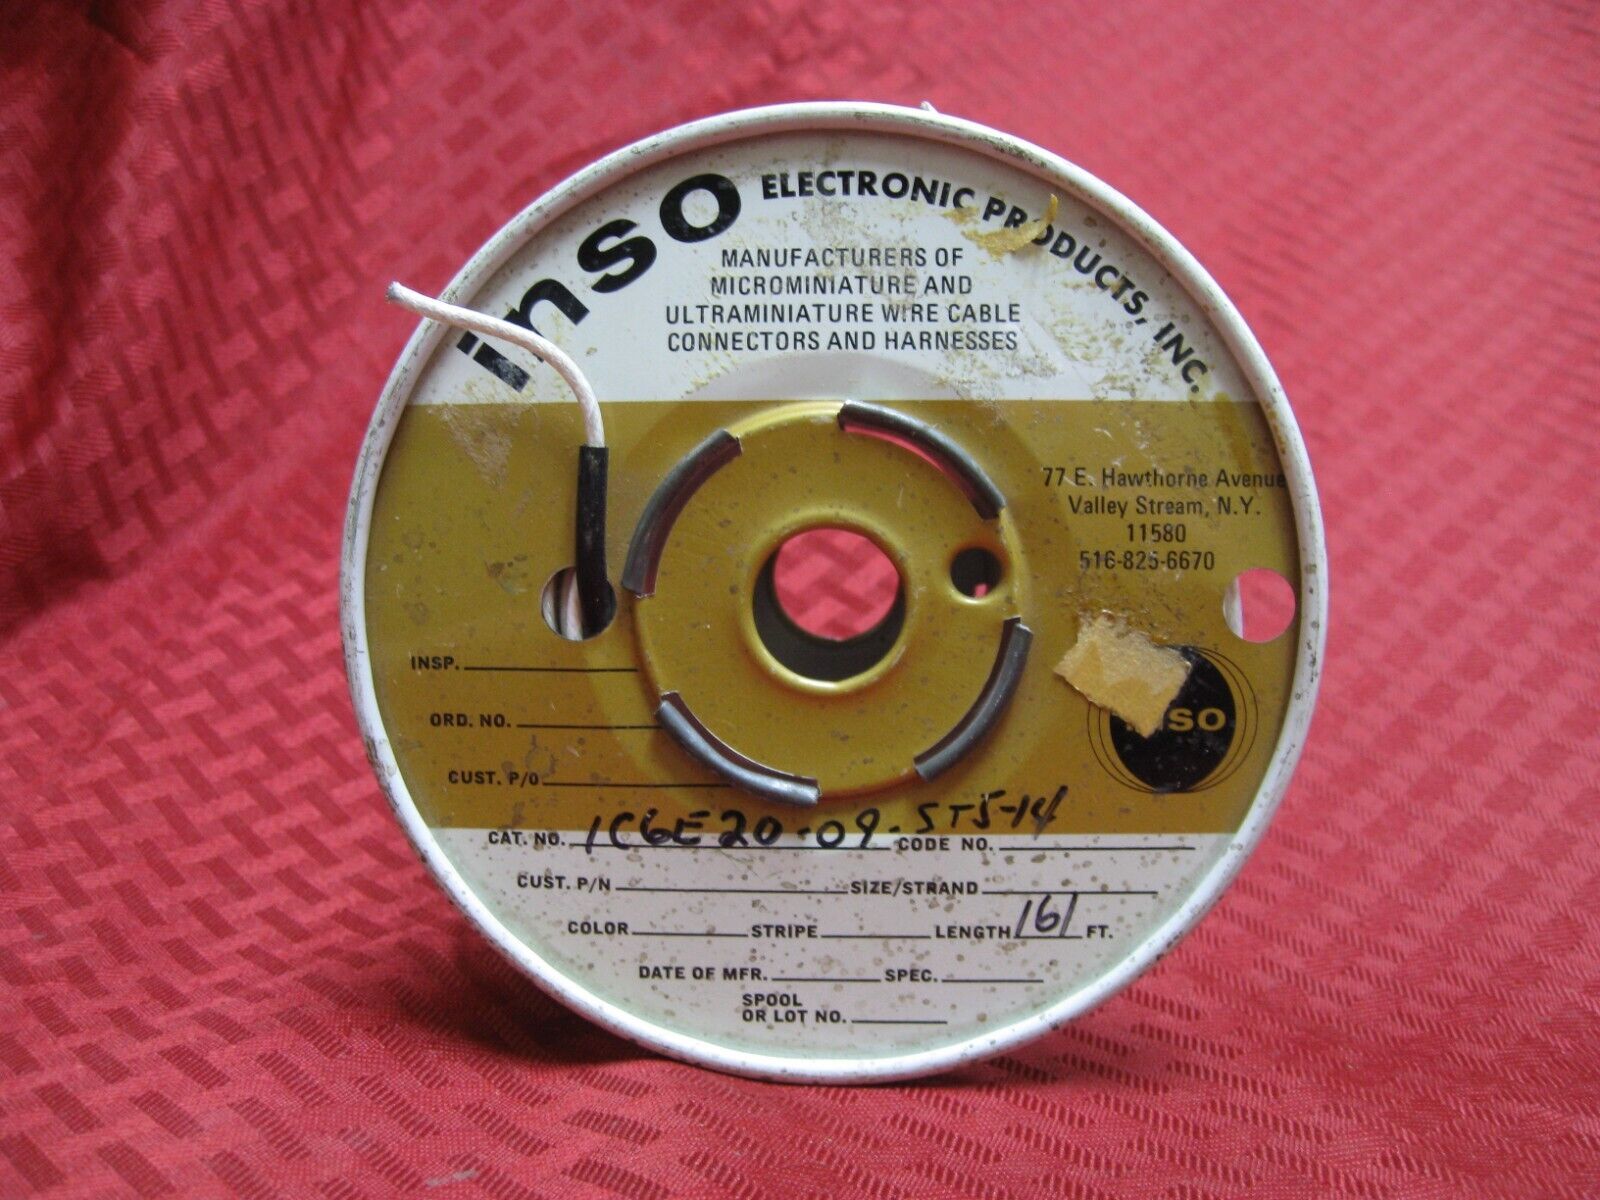 inso ELECTRONIC PRODUCTS, INC.
MANUFACTURERS OF
MICROMINIATURE AND
ULTRAMINIATURE WIRE CABLE
CONNECTORS AND HARNESSES
77 E. Hawthorne Avenue
Valley Stream, N.Y.
11580
516-825-6670
INSP.
ORD. NO.
INSO
CUST. P/O
CAT. NO. 1C6E20-09-ST5-14 CODE NO.
CUST. P/N SIZE/STRAND
COLOR STRIPE LENGTH 161 FT.
DATE OF MFR. SPEC.
SPOOL
OR LOT NO.